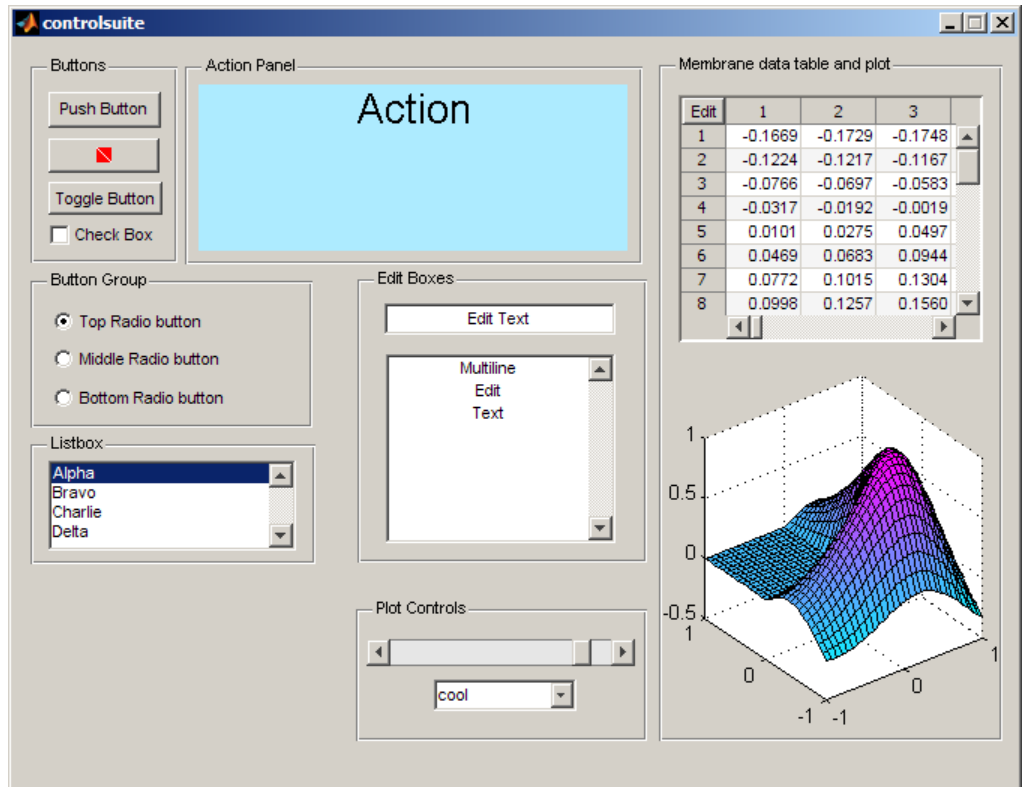 controlsuite
Buttons
Push Button
Toggle Button
Check Box
Action Panel
Action
Button Group
Top Radio button
Middle Radio button
Bottom Radio button
Listbox
Alpha
Bravo
Charlie
Delta
Edit Boxes
Edit Text
Multiline
Edit
Text
Plot Controls
cool
Membrane data table and plot
Edit 1 2 3
1 -0.1669 -0.1729 -0.1748
2 -0.1224 -0.1217 -0.1167
3 -0.0766 -0.0697 -0.0583
4 -0.0317 -0.0192 -0.0019
5 0.0101 0.0275 0.0497
6 0.0469 0.0683 0.0944
7 0.0772 0.1015 0.1304
8 0.0998 0.1257 0.1560
1
0.5
0
-0.5
1
0
-1
-1
0
1